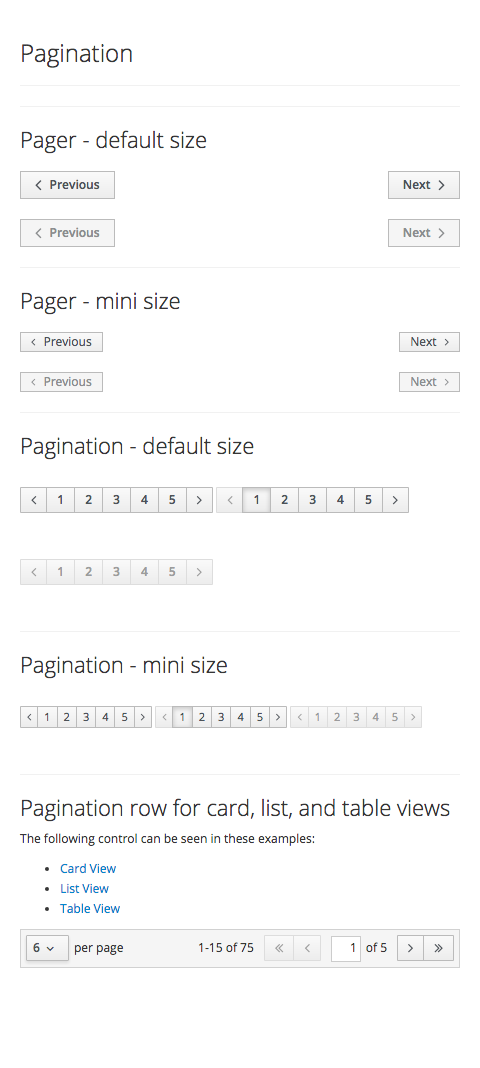 Pagination
Pager - default size
Previous Next
Previous Next
Pager - mini size
Previous Next
Previous Next
Pagination - default size
1 2 3 4 5 1 2 3 4 5
1 2 3 4 5
Pagination - mini size
1 2 3 4 5 1 2 3 4 5 1 2 3 4 5
Pagination row for card, list, and table views
The following control can be seen in these examples:
Card View
List View
Table View
6 per page 1-15 of 75 1 of 5